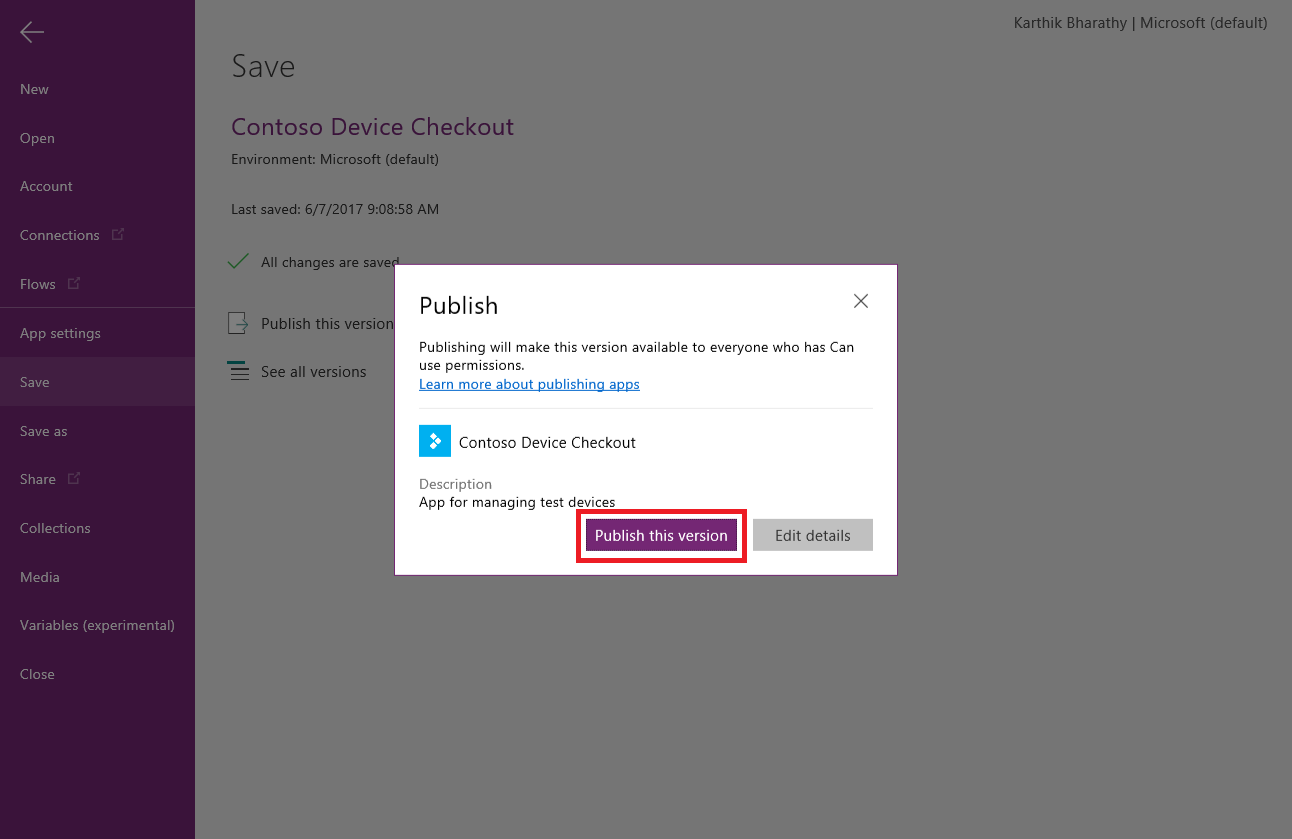 Karthik Bharathy | Microsoft (default)
New
Open
Account
Connections
Flows
App settings
Save
Save as
Share
Collections
Media
Variables (experimental)
Close
Save
Contoso Device Checkout
Environment: Microsoft (default)
Last saved: 6/7/2017 9:08:58 AM
All changes are saved
Publish this version
See all versions
Publish
Publishing will make this version available to everyone who has Can
use permissions.
Learn more about publishing apps
Contoso Device Checkout
Description
App for managing test devices
Publish this version
Edit details